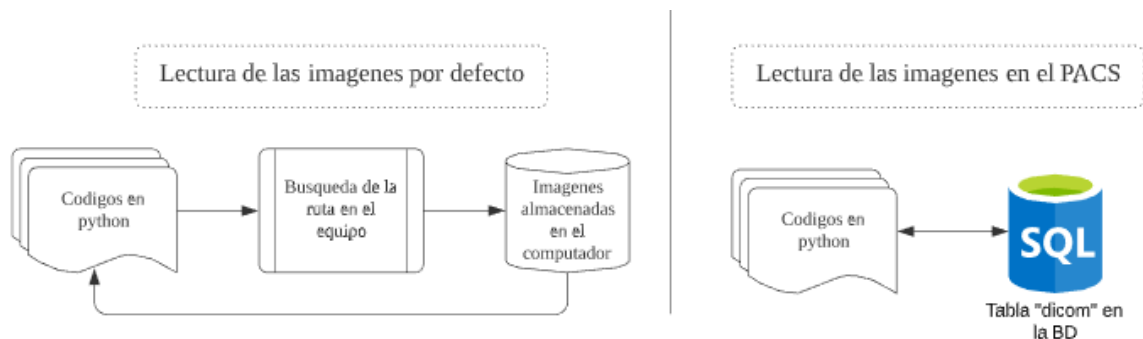 Lectura de las imagenes por defecto
Codigos en
python
Busqueda de la
ruta en el
equipo
Imagenes
almacenadas
en el
computador
Lectura de las imagenes en el PACS
Codigos en
python
SQL
Tabla "dicom" en
la BD